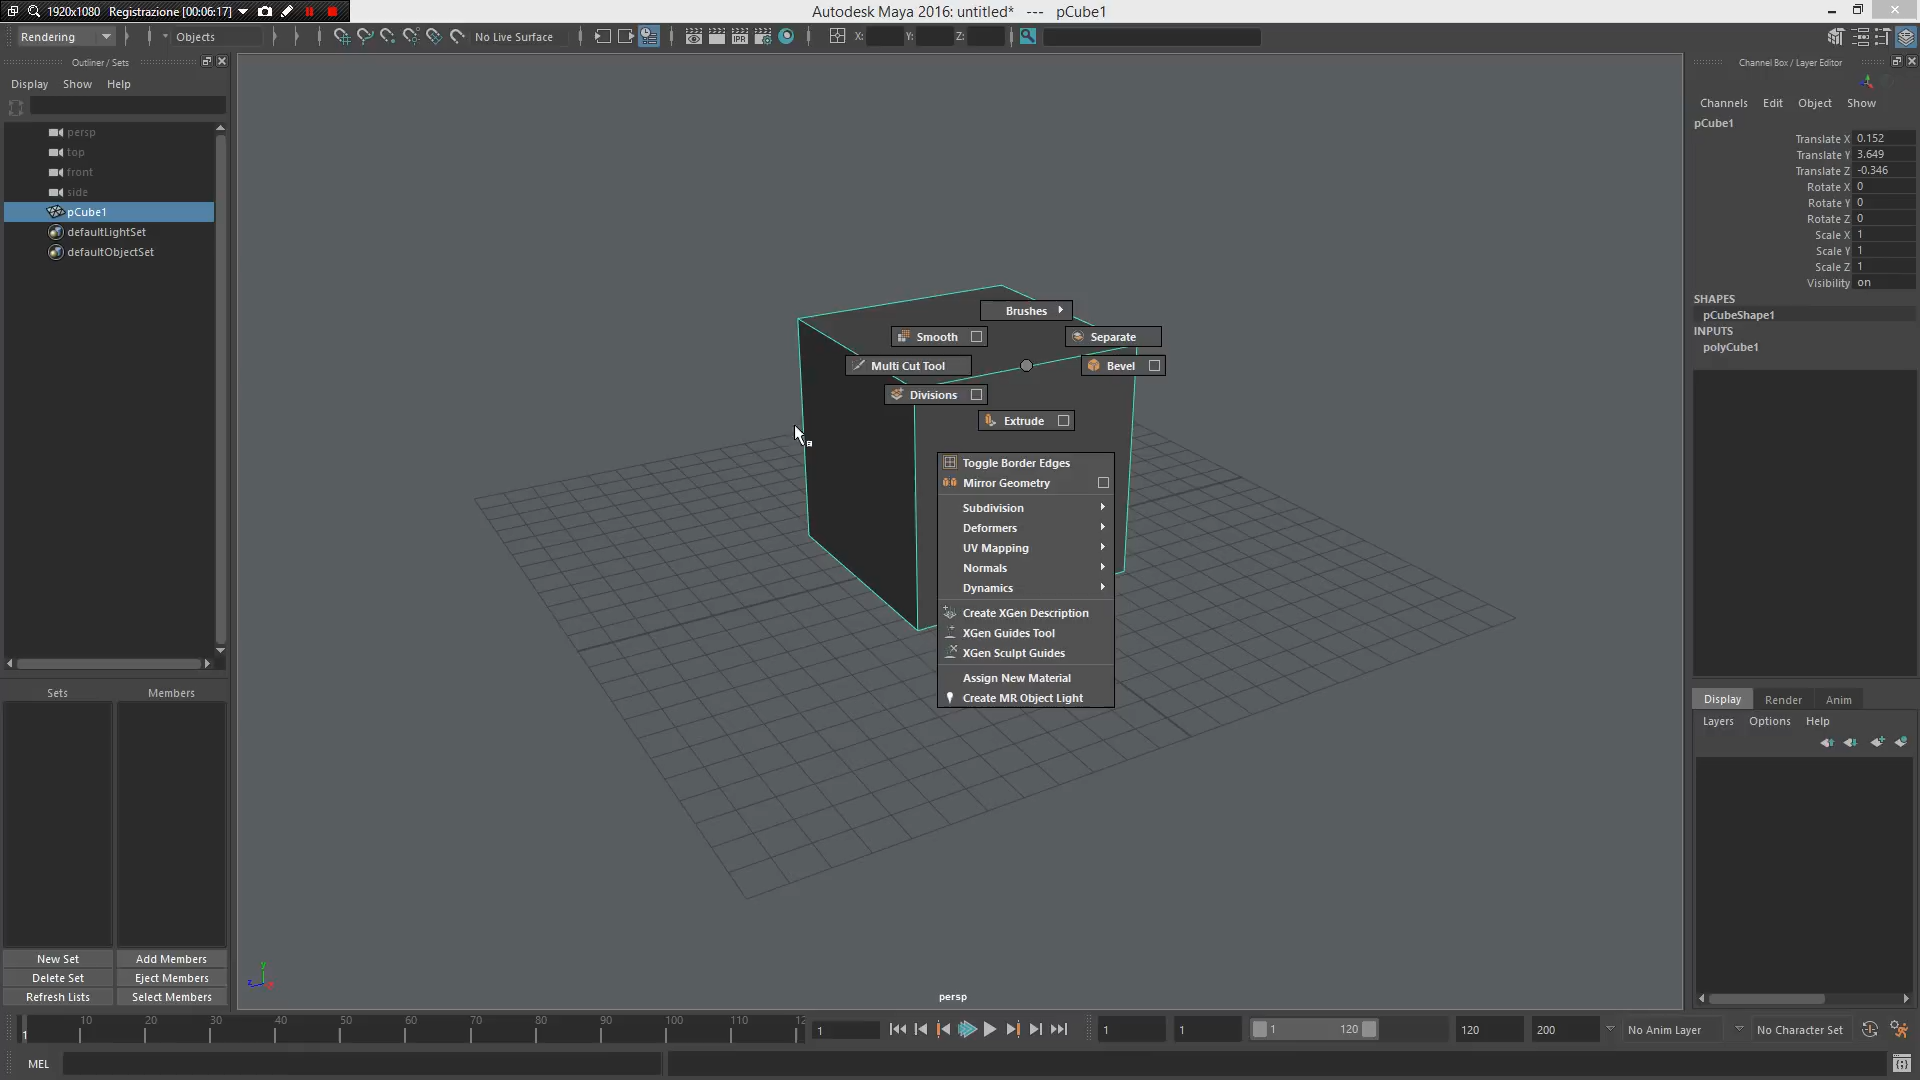 1920x1080 Registrazione [00:06:17]
Autodesk Maya 2016: untitled* --- pCube1
Rendering
Objects
No Live Surface
X:
Y:
Z:
IPR
Outliner / Sets
Display Show Help
persp
top
front
side
pCube1
defaultLightSet
defaultObjectSet
Sets Members
New Set Add Members
Delete Set Eject Members
Refresh Lists Select Members
Brushes
Smooth
Separate
Multi Cut Tool
Bevel
Divisions
Extrude
Toggle Border Edges
Mirror Geometry
Subdivision
Deformers
UV Mapping
Normals
Dynamics
Create XGen Description
XGen Guides Tool
XGen Sculpt Guides
Assign New Material
Create MR Object Light
y
z
x
persp
Channel Box / Layer Editor
Channels Edit Object Show
pCube1
Translate X 0.152
Translate Y 3.649
Translate Z -0.346
Rotate X 0
Rotate Y 0
Rotate Z 0
Scale X 1
Scale Y 1
Scale Z 1
Visibility on
SHAPES
pCubeShape1
INPUTS
polyCube1
Display Render Anim
Layers Options Help
1 10 20 30 40 50 60 70 80 90 100 110 12
1
1 1 1 120 120 200 No Anim Layer No Character Set
MEL